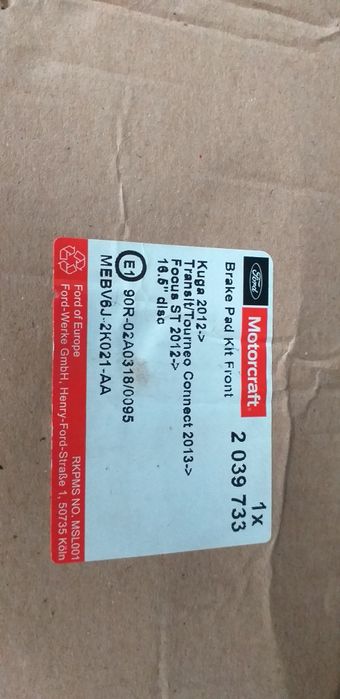 Ford
Motorcraft
1x
2 039 733
Brake Pad Kit Front
Kuga 2012->
Transit/Tourneo Connect 2013->
Focus ST 2012->
16.5" disc
E1 90R-02A0318/0095
MEBV6J-2K021-AA
Ford of Europe
Ford-Werke GmbH, Henry-Ford-Straße 1, 50735 Köln
RKPMS NO. MSL001